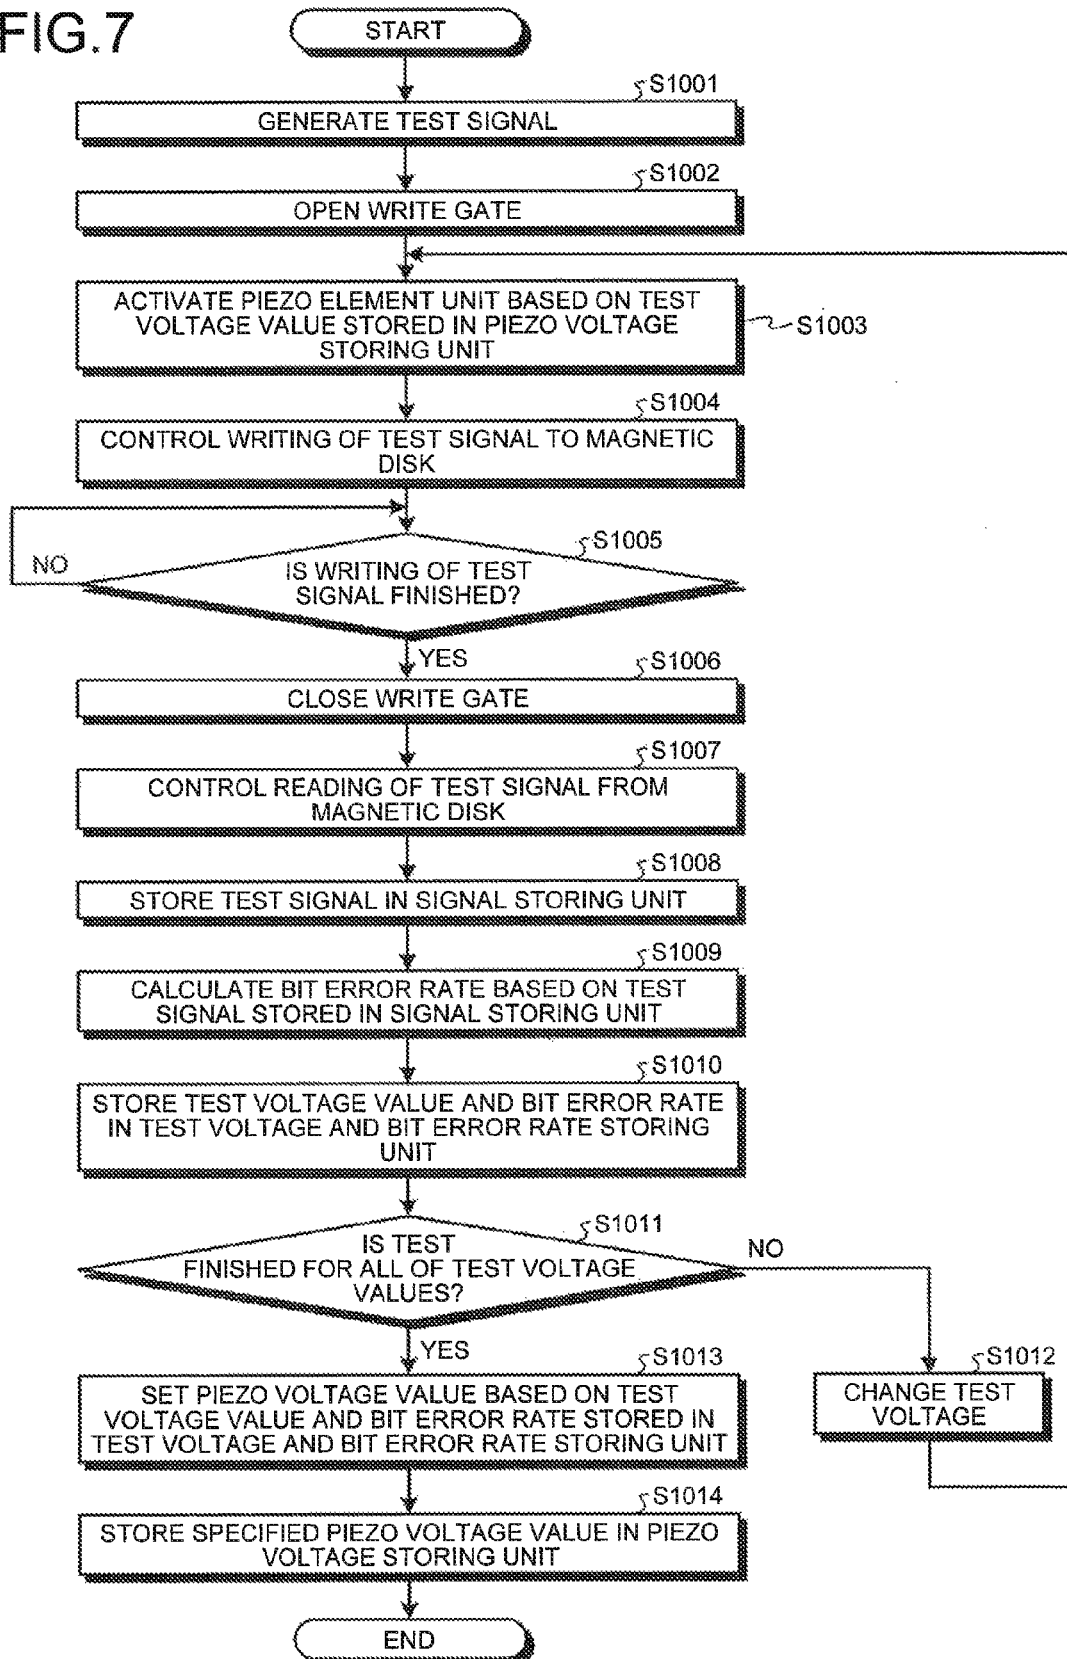 FIG.7
START
S1001
GENERATE TEST SIGNAL
S1002
OPEN WRITE GATE
ACTIVATE PIEZO ELEMENT UNIT BASED ON TEST
VOLTAGE VALUE STORED IN PIEZO VOLTAGE
STORING UNIT
S1003
S1004
CONTROL WRITING OF TEST SIGNAL TO MAGNETIC
DISK
S1005
NO
IS WRITING OF TEST
SIGNAL FINISHED?
YES
S1006
CLOSE WRITE GATE
S1007
CONTROL READING OF TEST SIGNAL FROM
MAGNETIC DISK
S1008
STORE TEST SIGNAL IN SIGNAL STORING UNIT
S1009
CALCULATE BIT ERROR RATE BASED ON TEST
SIGNAL STORED IN SIGNAL STORING UNIT
S1010
STORE TEST VOLTAGE VALUE AND BIT ERROR RATE
IN TEST VOLTAGE AND BIT ERROR RATE STORING
UNIT
S1011
IS TEST
FINISHED FOR ALL OF TEST VOLTAGE
VALUES?
NO
YES
S1013
SET PIEZO VOLTAGE VALUE BASED ON TEST
VOLTAGE VALUE AND BIT ERROR RATE STORED IN
TEST VOLTAGE AND BIT ERROR RATE STORING UNIT
S1012
CHANGE TEST
VOLTAGE
S1014
STORE SPECIFIED PIEZO VOLTAGE VALUE IN PIEZO
VOLTAGE STORING UNIT
END